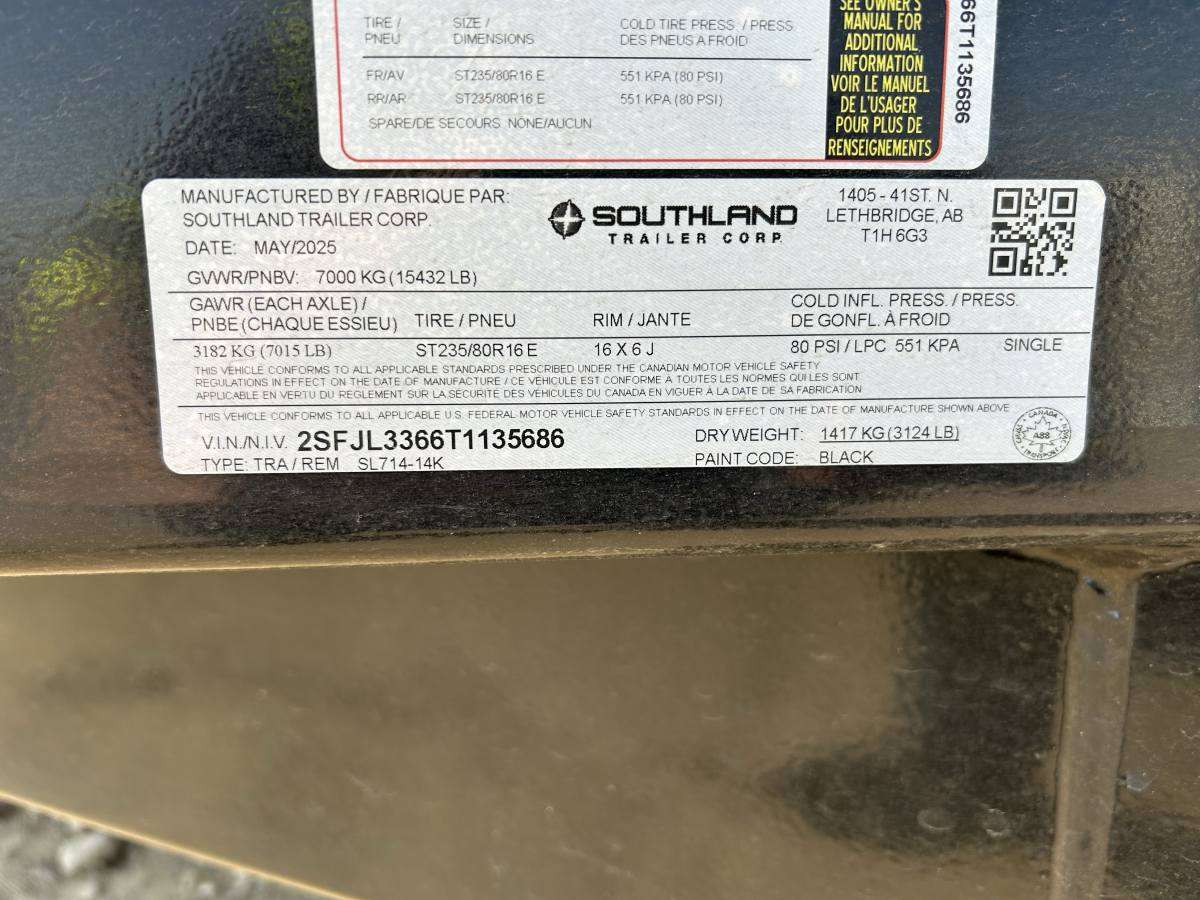 TIRE / PNEU SIZE / DIMENSIONS COLD TIRE PRESS / PRESS DES PNEUS A FROID
FR/AV ST235/80R16 E 551 KPA (80 PSI)
RR/AR ST235/80R16 E 551 KPA (80 PSI)
SPARE/DE SECOURS NONE/AUCUN
SEE OWNER'S
MANUAL FOR
ADDITIONAL
INFORMATION
VOIR LE MANUEL
DE L'USAGER
POUR PLUS DE
RENSEIGNEMENTS
66T1135686
MANUFACTURED BY / FABRIQUE PAR:
SOUTHLAND TRAILER CORP.
DATE: MAY/2025
GVWR/PNBV: 7000 KG (15432 LB)
SOUTHLAND
TRAILER CORP
1405 - 41ST. N.
LETHBRIDGE, AB
T1H 6G3
GAWR (EACH AXLE) /
PNBE (CHAQUE ESSIEU) TIRE / PNEU RIM / JANTE COLD INFL. PRESS. / PRESS. DE GONFL. À FROID
3182 KG (7015 LB) ST235/80R16 E 16 X 6 J 80 PSI / LPC 551 KPA SINGLE
THIS VEHICLE CONFORMS TO ALL APPLICABLE STANDARDS PRESCRIBED UNDER THE CANADIAN MOTOR VEHICLE SAFETY
REGULATIONS IN EFFECT ON THE DATE OF MANUFACTURE / CE VEHICULE EST CONFORME A TOUTES LES NORMES QUI LES SONT
APPLICABLE EN VERTU DU REGLEMENT SUR LA SECURITE DES VEHICULES DU CANADA EN VIGUER A LA DATE DE SA FABRICATION
THIS VEHICLE CONFORMS TO ALL APPLICABLE U.S. FEDERAL MOTOR VEHICLE SAFETY STANDARDS IN EFFECT ON THE DATE OF MANUFACTURE SHOWN ABOVE
V.I.N./N.I.V. 2SFJL3366T1135686 DRY WEIGHT: 1417 KG (3124 LB)
TYPE: TRA / REM SL714-14K PAINT CODE: BLACK
CANADA
TRANSPORT